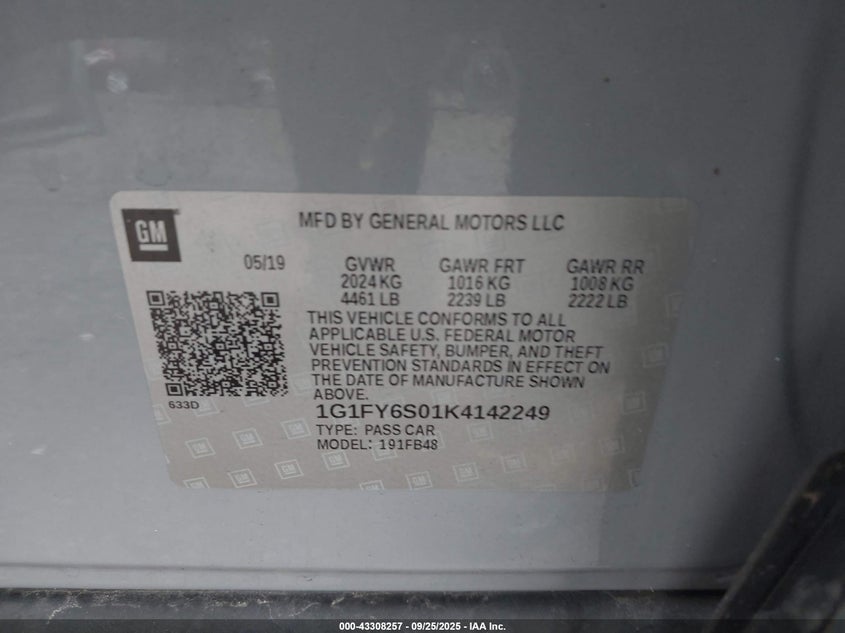 GM
MFD BY GENERAL MOTORS LLC
05/19
GVWR
2024 KG
4461 LB
GAWR FRT
1016 KG
2239 LB
GAWR RR
1008 KG
2222 LB
THIS VEHICLE CONFORMS TO ALL
APPLICABLE U.S. FEDERAL MOTOR
VEHICLE SAFETY, BUMPER, AND THEFT
PREVENTION STANDARDS IN EFFECT ON
THE DATE OF MANUFACTURE SHOWN
ABOVE.
633D
1G1FY6S01K4142249
TYPE: PASS CAR
MODEL: 191FB48
000-43308257 - 09/25/2025 - IAA Inc.